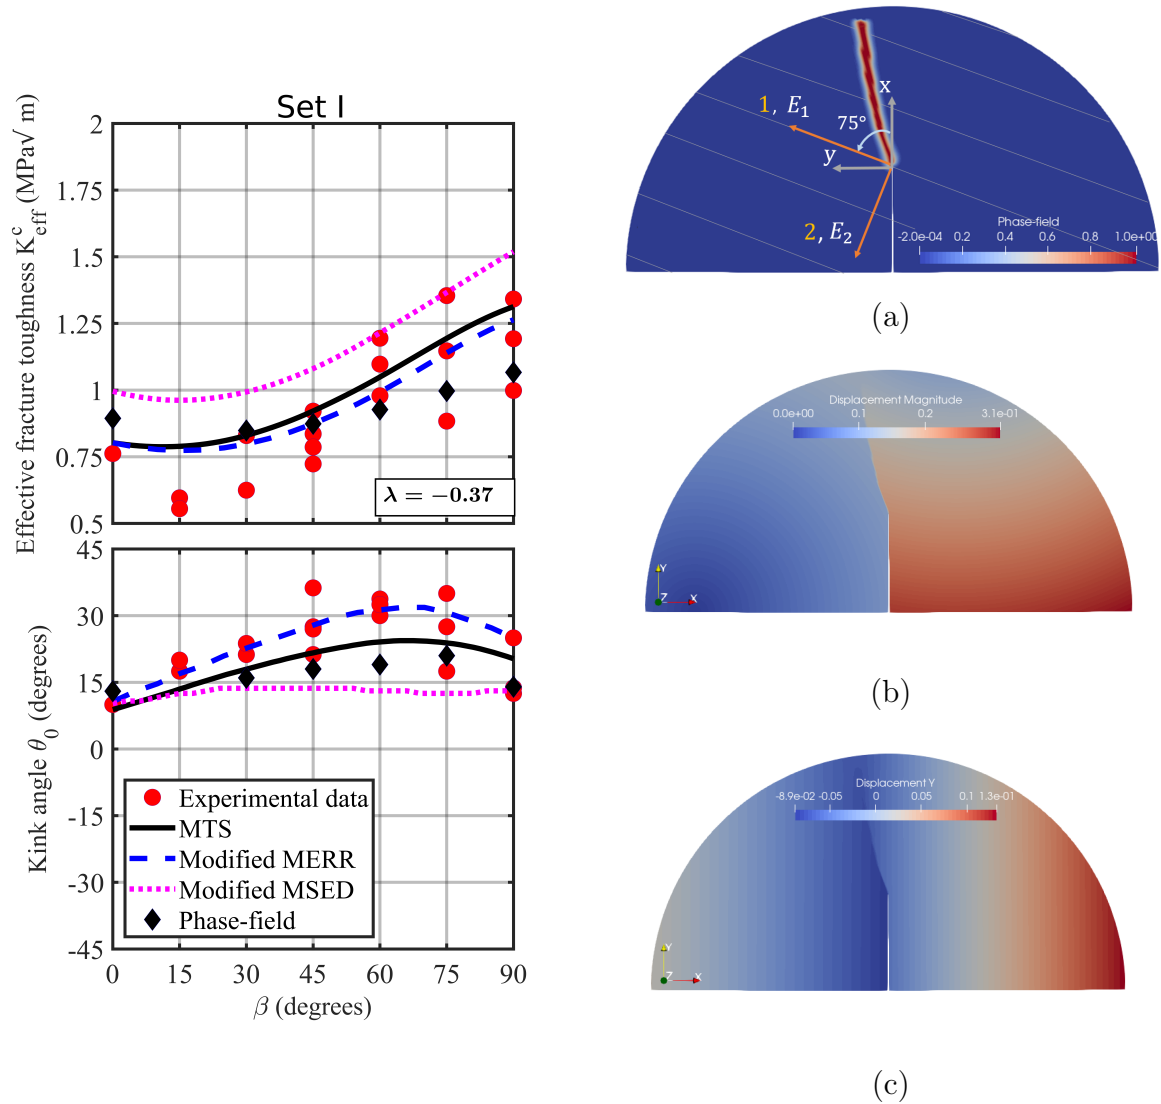 Set I
Effective fracture toughness K^c_eff (MPa√ m)
2
1.75
1.5
1.25
1
0.75
0.5
λ = −0.37
Kink angle θ_0 (degrees)
45
30
15
0
-15
-30
-45
Experimental data
MTS
Modified MERR
Modified MSED
Phase-field
0 15 30 45 60 75 90
β (degrees)
x
1, E_1
75°
y
2, E_2
Phase-field
-2.0e-04 0.2 0.4 0.6 0.8 1.0e+00
(a)
Displacement Magnitude
0.0e+00 0.1 0.2 3.1e-01
Y
Z X
(b)
Displacement Y
-8.9e-02 -0.05 0 0.05 0.1 1.3e-01
Y
Z X
(c)